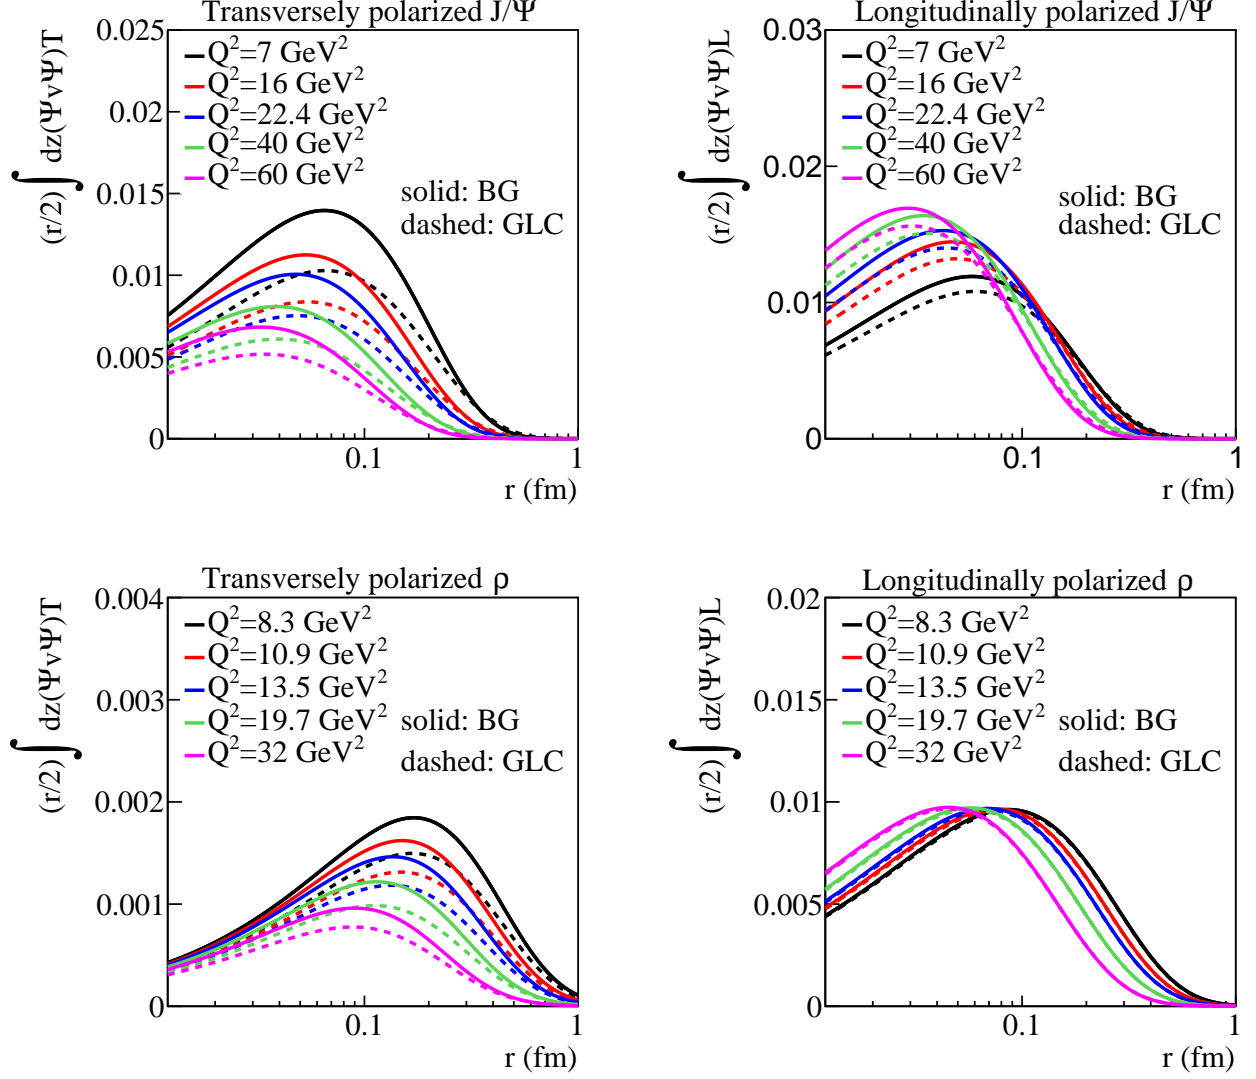 Transversely polarized J/Ψ
(r/2) ∫ dz(Ψ_VΨ)T
0.025
0.02
0.015
0.01
0.005
0
Q²=7 GeV²
Q²=16 GeV²
Q²=22.4 GeV²
Q²=40 GeV²
Q²=60 GeV²
solid: BG
dashed: GLC
0.1
1
r (fm)
Longitudinally polarized J/Ψ
(r/2) ∫ dz(Ψ_VΨ)L
0.03
0.02
0.01
0
Q²=7 GeV²
Q²=16 GeV²
Q²=22.4 GeV²
Q²=40 GeV²
Q²=60 GeV²
solid: BG
dashed: GLC
0.1
1
r (fm)
Transversely polarized ρ
(r/2) ∫ dz(Ψ_VΨ)T
0.004
0.003
0.002
0.001
0
Q²=8.3 GeV²
Q²=10.9 GeV²
Q²=13.5 GeV²
Q²=19.7 GeV²
Q²=32 GeV²
solid: BG
dashed: GLC
0.1
1
r (fm)
Longitudinally polarized ρ
(r/2) ∫ dz(Ψ_VΨ)L
0.02
0.015
0.01
0.005
0
Q²=8.3 GeV²
Q²=10.9 GeV²
Q²=13.5 GeV²
Q²=19.7 GeV²
Q²=32 GeV²
solid: BG
dashed: GLC
0.1
1
r (fm)